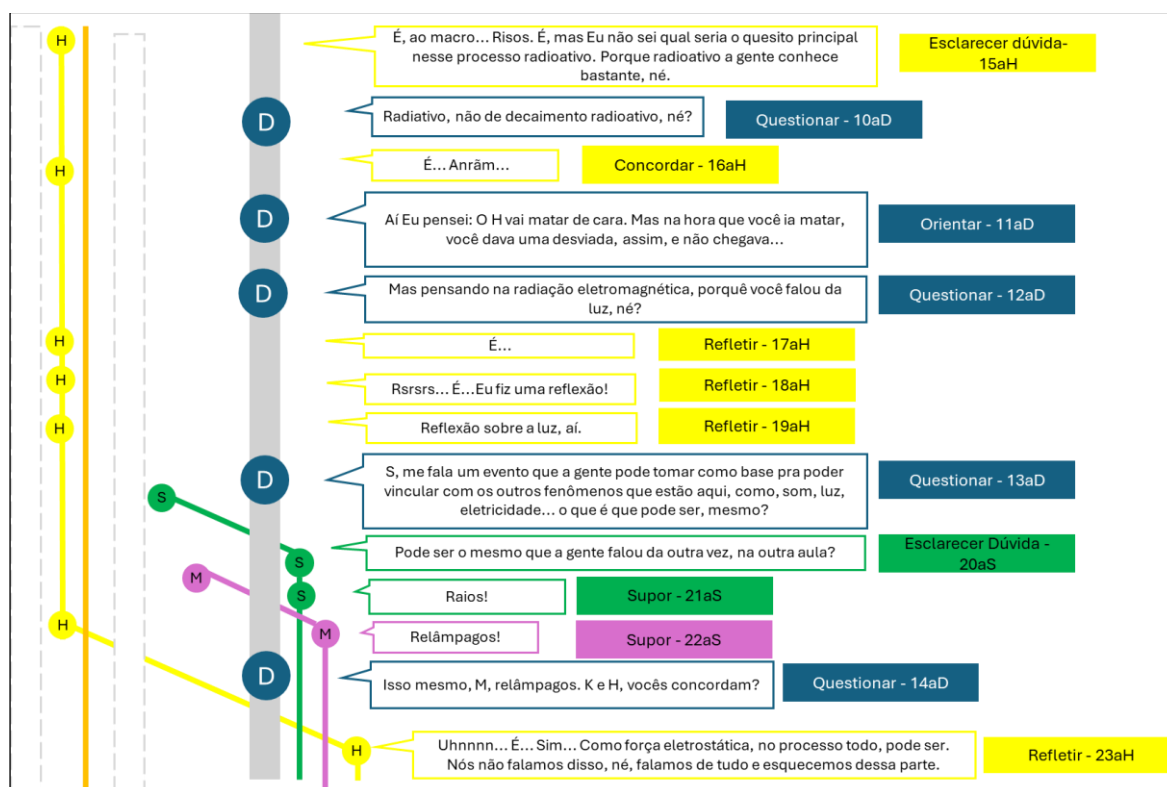 H
É, ao macro... Risos. É, mas Eu não sei qual seria o quesito principal
nesse processo radioativo. Porque radioativo a gente conhece
bastante, né.
Esclarecer dúvida-
15aH
D
Radiativo, não de decaimento radioativo, né?
Questionar - 10aD
H
É... Anrãm...
Concordar - 16aH
D
Aí Eu pensei: O H vai matar de cara. Mas na hora que você ia matar,
você dava uma desviada, assim, e não chegava...
Orientar - 11aD
D
Mas pensando na radiação eletromagnética, porquê você falou da
luz, né?
Questionar - 12aD
H
É...
Refletir - 17aH
H
Rsrsrs... É...Eu fiz uma reflexão!
Refletir - 18aH
H
Reflexão sobre a luz, aí.
Refletir - 19aH
D
S, me fala um evento que a gente pode tomar como base pra poder
vincular com os outros fenômenos que estão aqui, como, som, luz,
eletricidade... o que é que pode ser, mesmo?
Questionar - 13aD
S
S
Pode ser o mesmo que a gente falou da outra vez, na outra aula?
Esclarecer Dúvida -
20aS
M
S
Raios!
Supor - 21aS
H
M
Relâmpagos!
Supor - 22aS
D
Isso mesmo, M, relâmpagos. K e H, vocês concordam?
Questionar - 14aD
H
Uhnnnn... É... Sim... Como força eletrostática, no processo todo, pode ser.
Nós não falamos disso, né, falamos de tudo e esquecemos dessa parte.
Refletir - 23aH